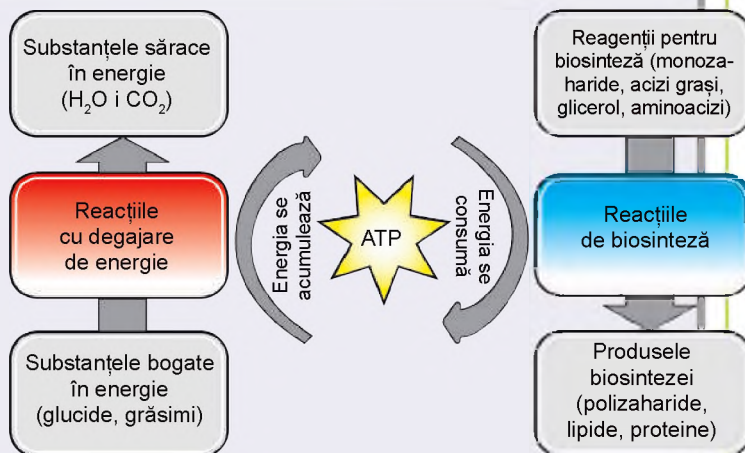 Substanțele sărace
în energie
(H₂O i CO₂)
Reacțiile
cu degajare
de energie
Substanțele bogate
în energie
(glucide, grăsimi)
Energia se
acumulează
ATP
Energia se
consumă
Reagenții pentru
biosinteză (monoza-
haride, acizi grași,
glicerol, aminoacizi)
Reacțiile
de biosinteză
Produsele
biosintezei
(polizaharide,
lipide, proteine)